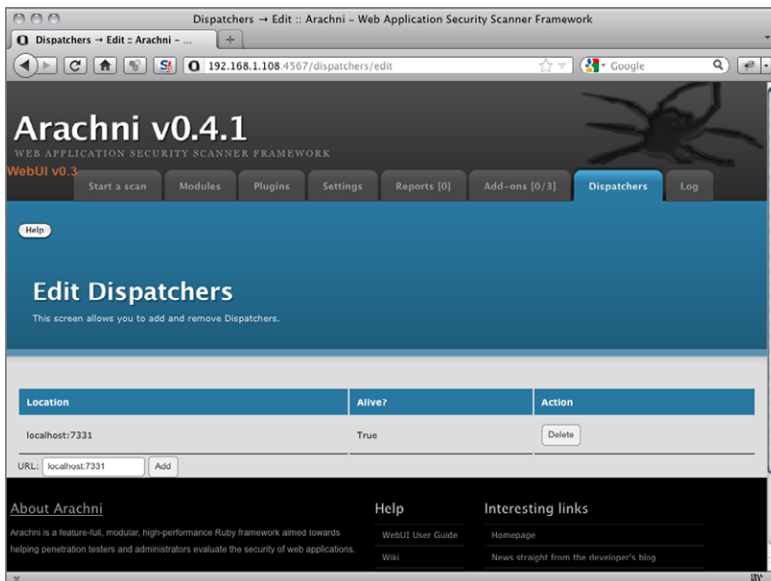 Dispatchers → Edit :: Arachni – Web Application Security Scanner Framework
Dispatchers → Edit :: Arachni – ...
192.168.1.108:4567/dispatchers/edit
Google
Arachni v0.4.1
WEB APPLICATION SECURITY SCANNER FRAMEWORK
WebUI v0.3
Start a scan Modules Plugins Settings Reports [0] Add-ons [0/3] Dispatchers Log
Help
Edit Dispatchers
This screen allows you to add and remove Dispatchers.
Location Alive? Action
localhost:7331 True Delete
URL: localhost:7331 Add
About Arachni Help Interesting links
Arachni is a feature-full, modular, high-performance Ruby framework aimed towards WebUI User Guide Homepage
helping penetration testers and administrators evaluate the security of web applications. Wiki News straight from the developer's blog